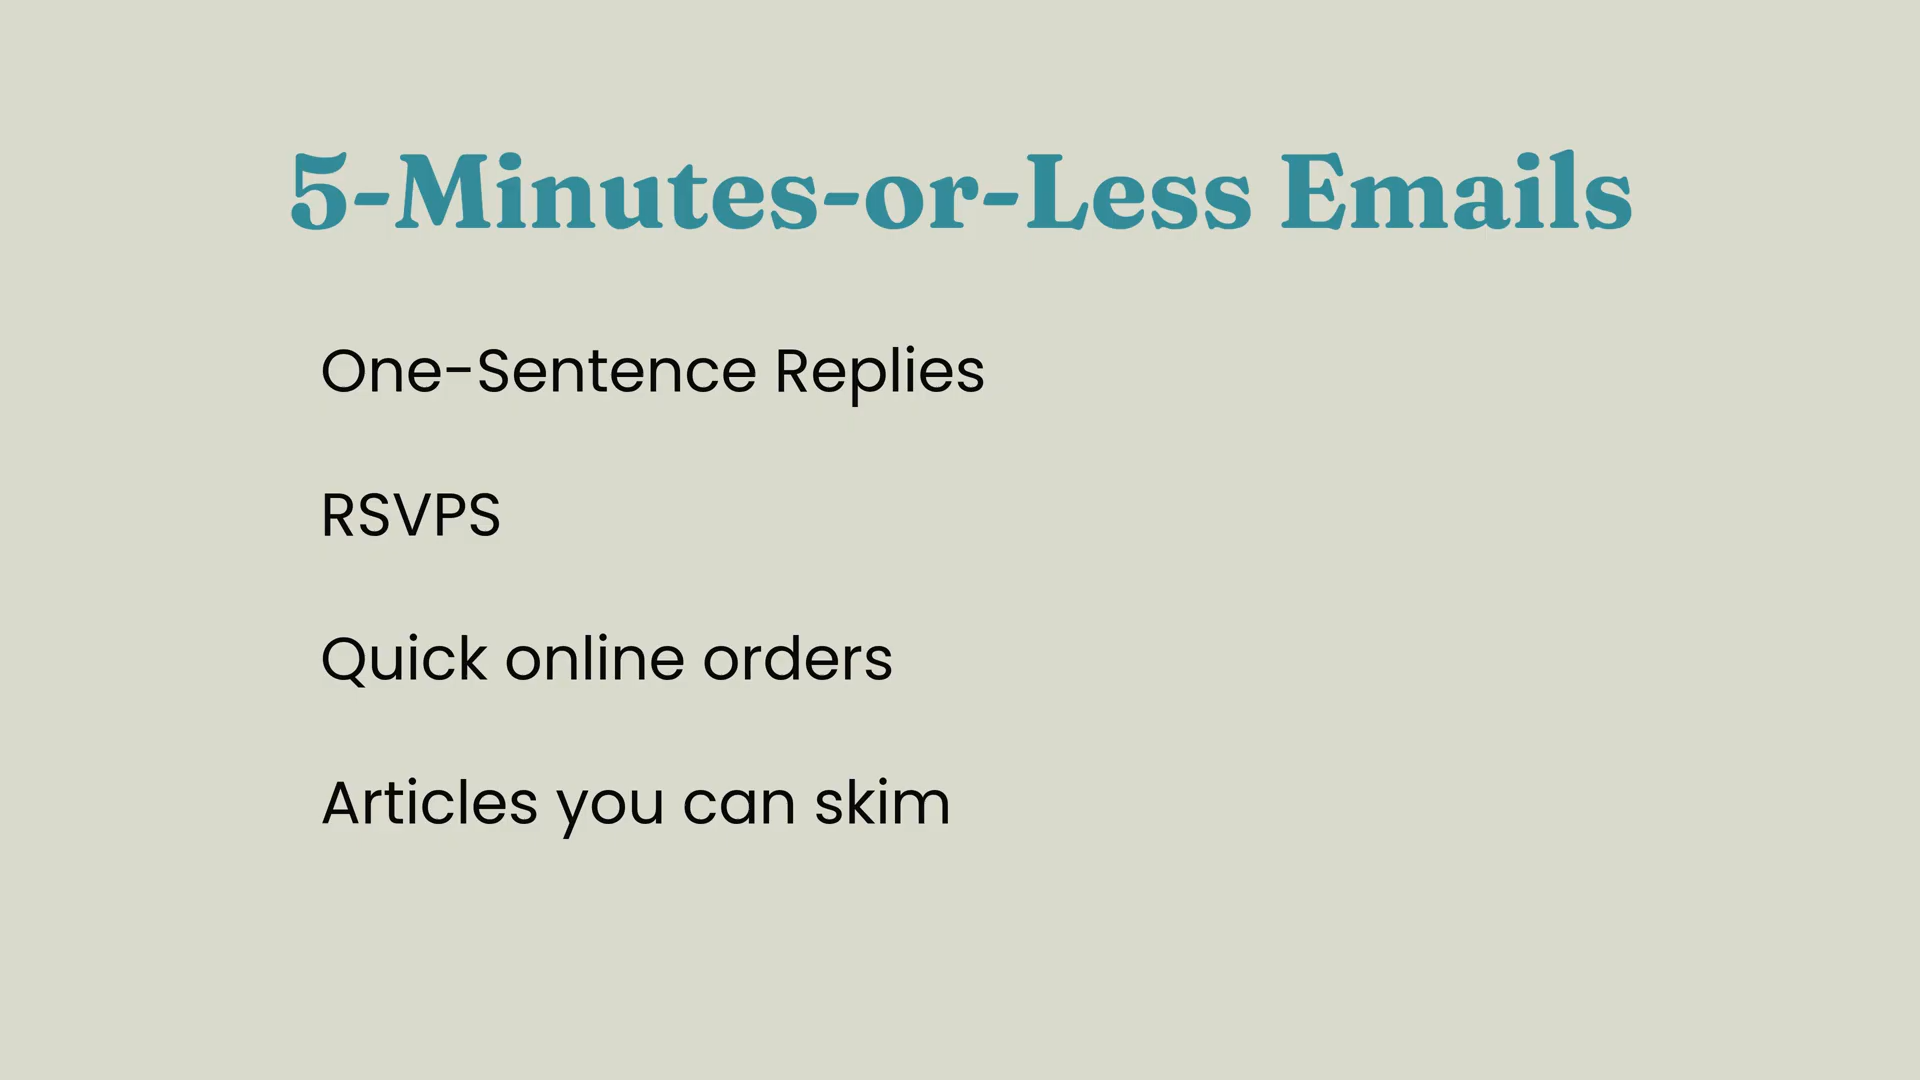 5-Minutes-or-Less Emails
One-Sentence Replies
RSVPS
Quick online orders
Articles you can skim